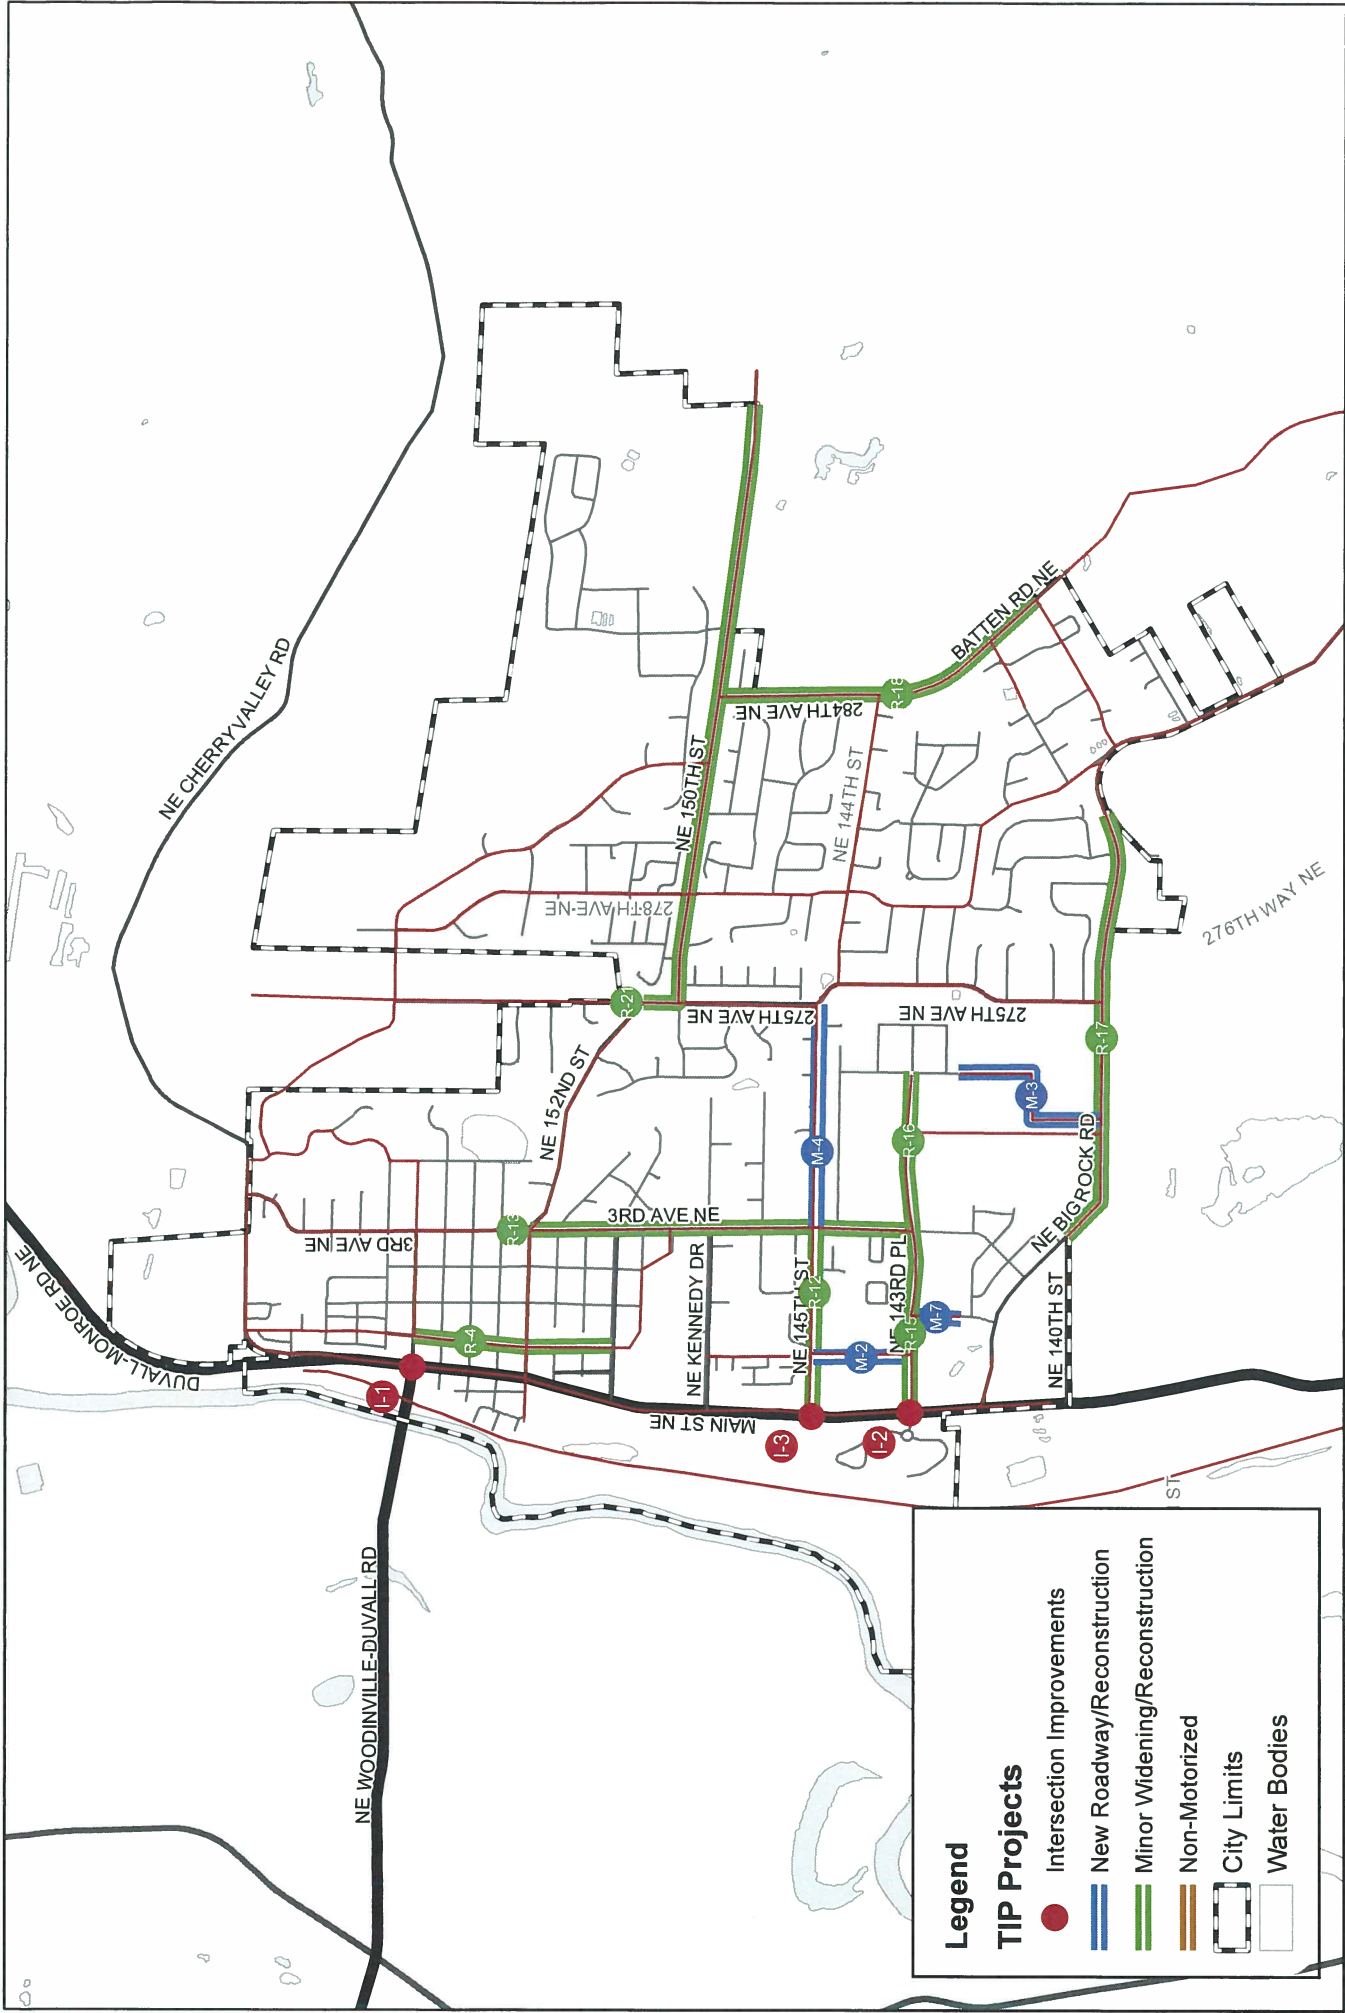 DUVALL-MONROE RD NE
NE CHERRY VALLEY RD
NE WOODINVILLE-DUVALL RD
I-1
R-4
3RD AVE NE
R-13
NE 152ND ST
R-21
278TH AVE NE
NE 150TH ST
3RD AVE NE
NE KENNEDY DR
MAIN ST NE
275TH AVE NE
284TH AVE NE
I-3
NE 145TH ST
R-12
M-4
NE 144TH ST
R-18
BATTEN RD NE
I-2
M-2
NE 143RD PL
R-15
M-7
R-16
275TH AVE NE
M-3
NE 140TH ST
NE BIG ROCK RD
R-17
276TH WAY NE
ST
Legend
TIP Projects
Intersection Improvements
New Roadway/Reconstruction
Minor Widening/Reconstruction
Non-Motorized
City Limits
Water Bodies